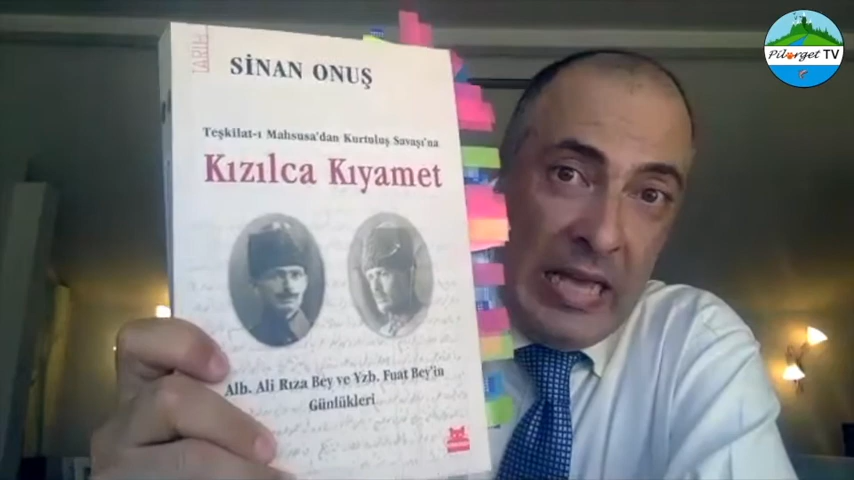 Pilorget TV
TARİH
SİNAN ONUŞ
Teşkilat-ı Mahsusa'dan Kurtuluş Savaşı'na
Kızılca Kıyamet
Alb. Ali Rıza Bey ve Yzb. Fuat Bey'in
Günlükleri